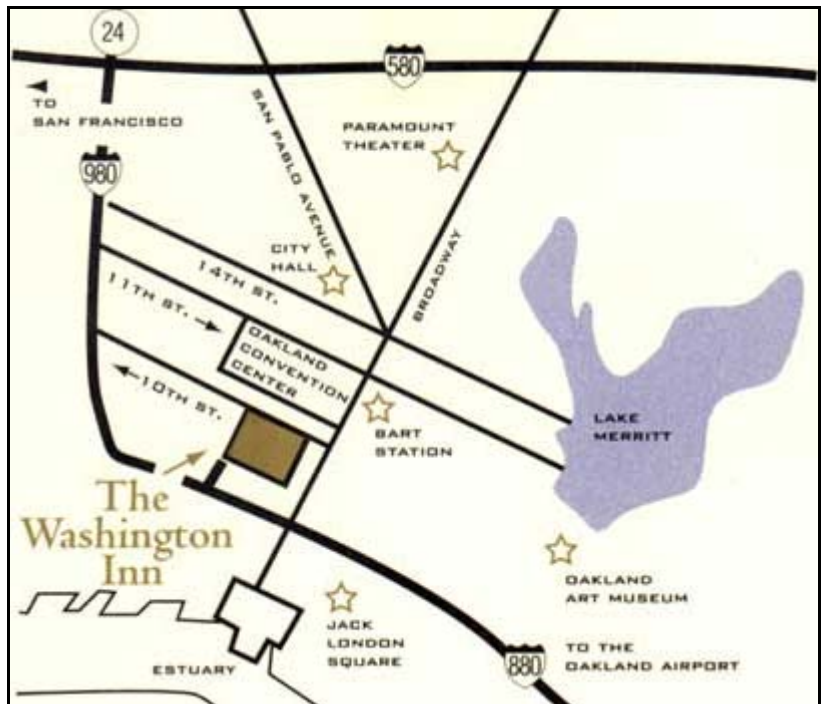 24
580
TO
SAN FRANCISCO
PARAMOUNT
THEATER
980
SAN PABLO AVENUE
BROADWAY
CITY
HALL
14TH ST.
11TH ST.
OAKLAND
CONVENTION
CENTER
10TH ST.
BART
STATION
LAKE
MERRITT
The
Washington
Inn
OAKLAND
ART MUSEUM
JACK
LONDON
SQUARE
ESTUARY
880
TO THE
OAKLAND AIRPORT